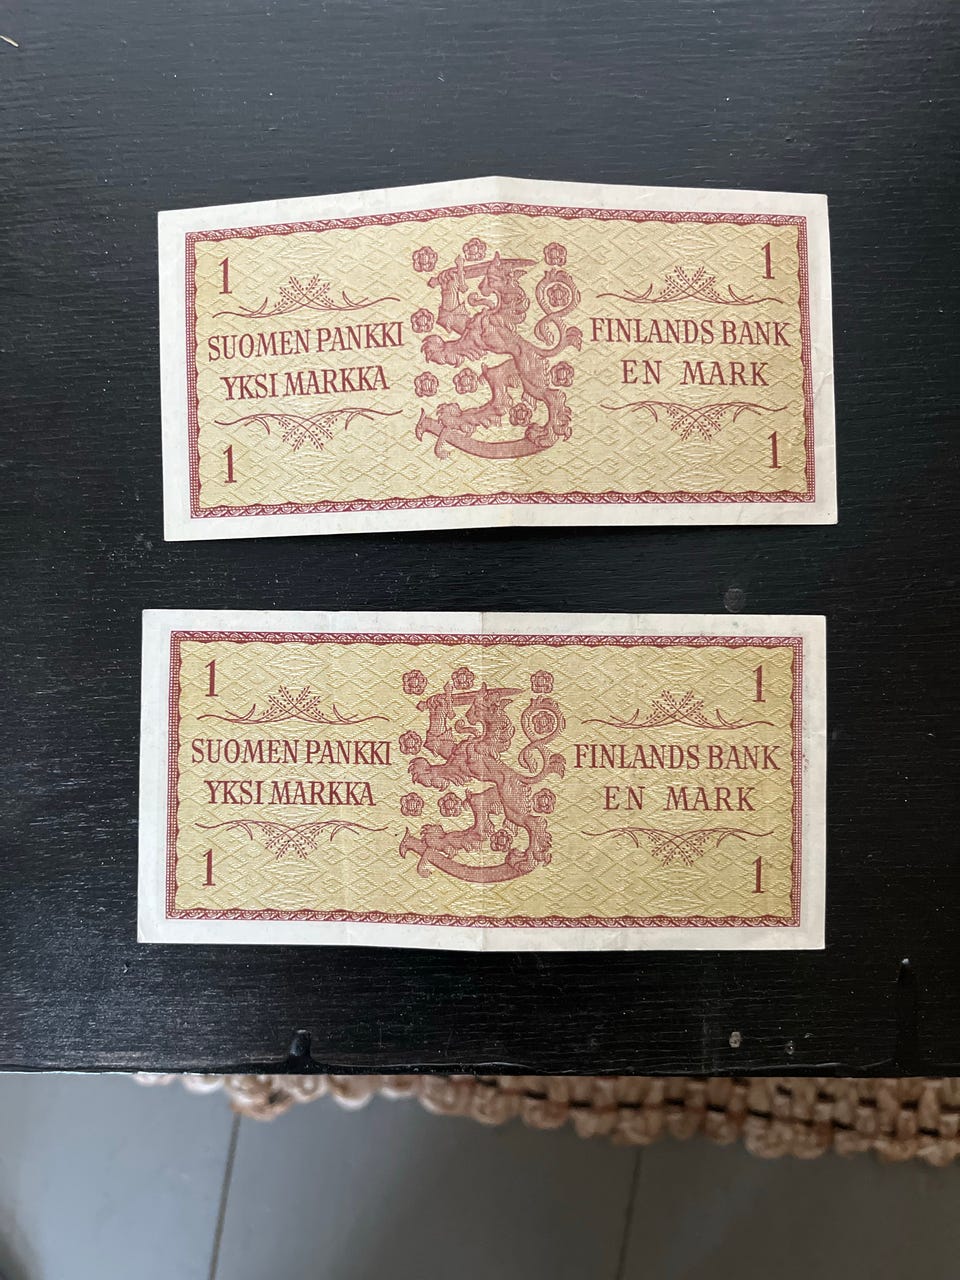 1 1
SUOMEN PANKKI FINLANDS BANK
YKSI MARKKA EN MARK
1 1
1 1
SUOMEN PANKKI FINLANDS BANK
YKSI MARKKA EN MARK
1 1